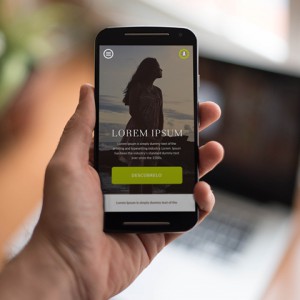 LOREM IPSUM
Lorem Ipsum is simply dummy text of the
printing and typesetting industry. Lorem Ipsum
has been the industry's standard dummy text
ever since the 1500s
Lorem Ipsum is simply dummy text of the